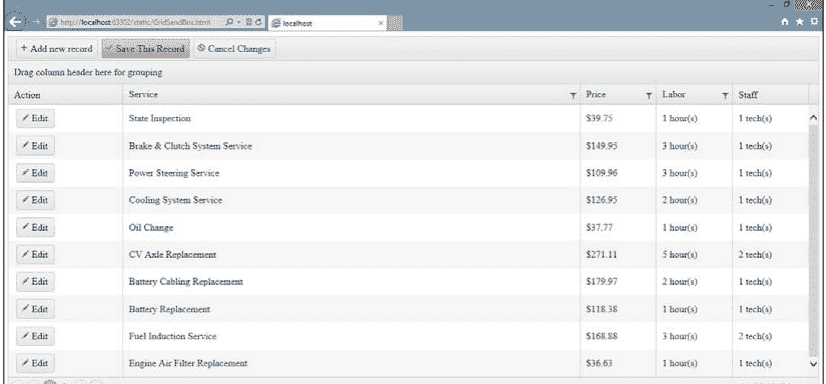 http://localhost:63302/static/GridSandBox.html localhost
+ Add new record Save This Record Cancel Changes
Drag column header here for grouping
Action Service Price Labor Staff
Edit State Inspection $39.75 1 hour(s) 1 tech(s)
Edit Brake & Clutch System Service $149.95 3 hour(s) 1 tech(s)
Edit Power Steering Service $109.96 3 hour(s) 1 tech(s)
Edit Cooling System Service $126.95 2 hour(s) 1 tech(s)
Edit Oil Change $37.77 1 hour(s) 1 tech(s)
Edit CV Axle Replacement $271.11 5 hour(s) 2 tech(s)
Edit Battery Cabling Replacement $179.97 2 hour(s) 1 tech(s)
Edit Battery Replacement $118.38 1 hour(s) 1 tech(s)
Edit Fuel Induction Service $168.88 3 hour(s) 2 tech(s)
Edit Engine Air Filter Replacement $36.63 1 hour(s) 1 tech(s)